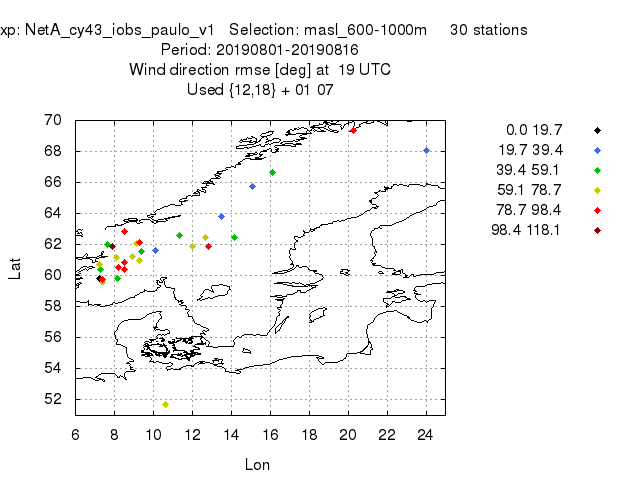 xp: NetA_cy43_iobs_paulo_v1 Selection: masl_600-1000m 30 stations
Period: 20190801-20190816
Wind direction rmse [deg] at 19 UTC
Used {12,18} + 01 07
70
68
66
64
62
60
58
56
54
52
Lat
6 8 10 12 14 16 18 20 22 24
Lon
0.0 19.7
19.7 39.4
39.4 59.1
59.1 78.7
78.7 98.4
98.4 118.1